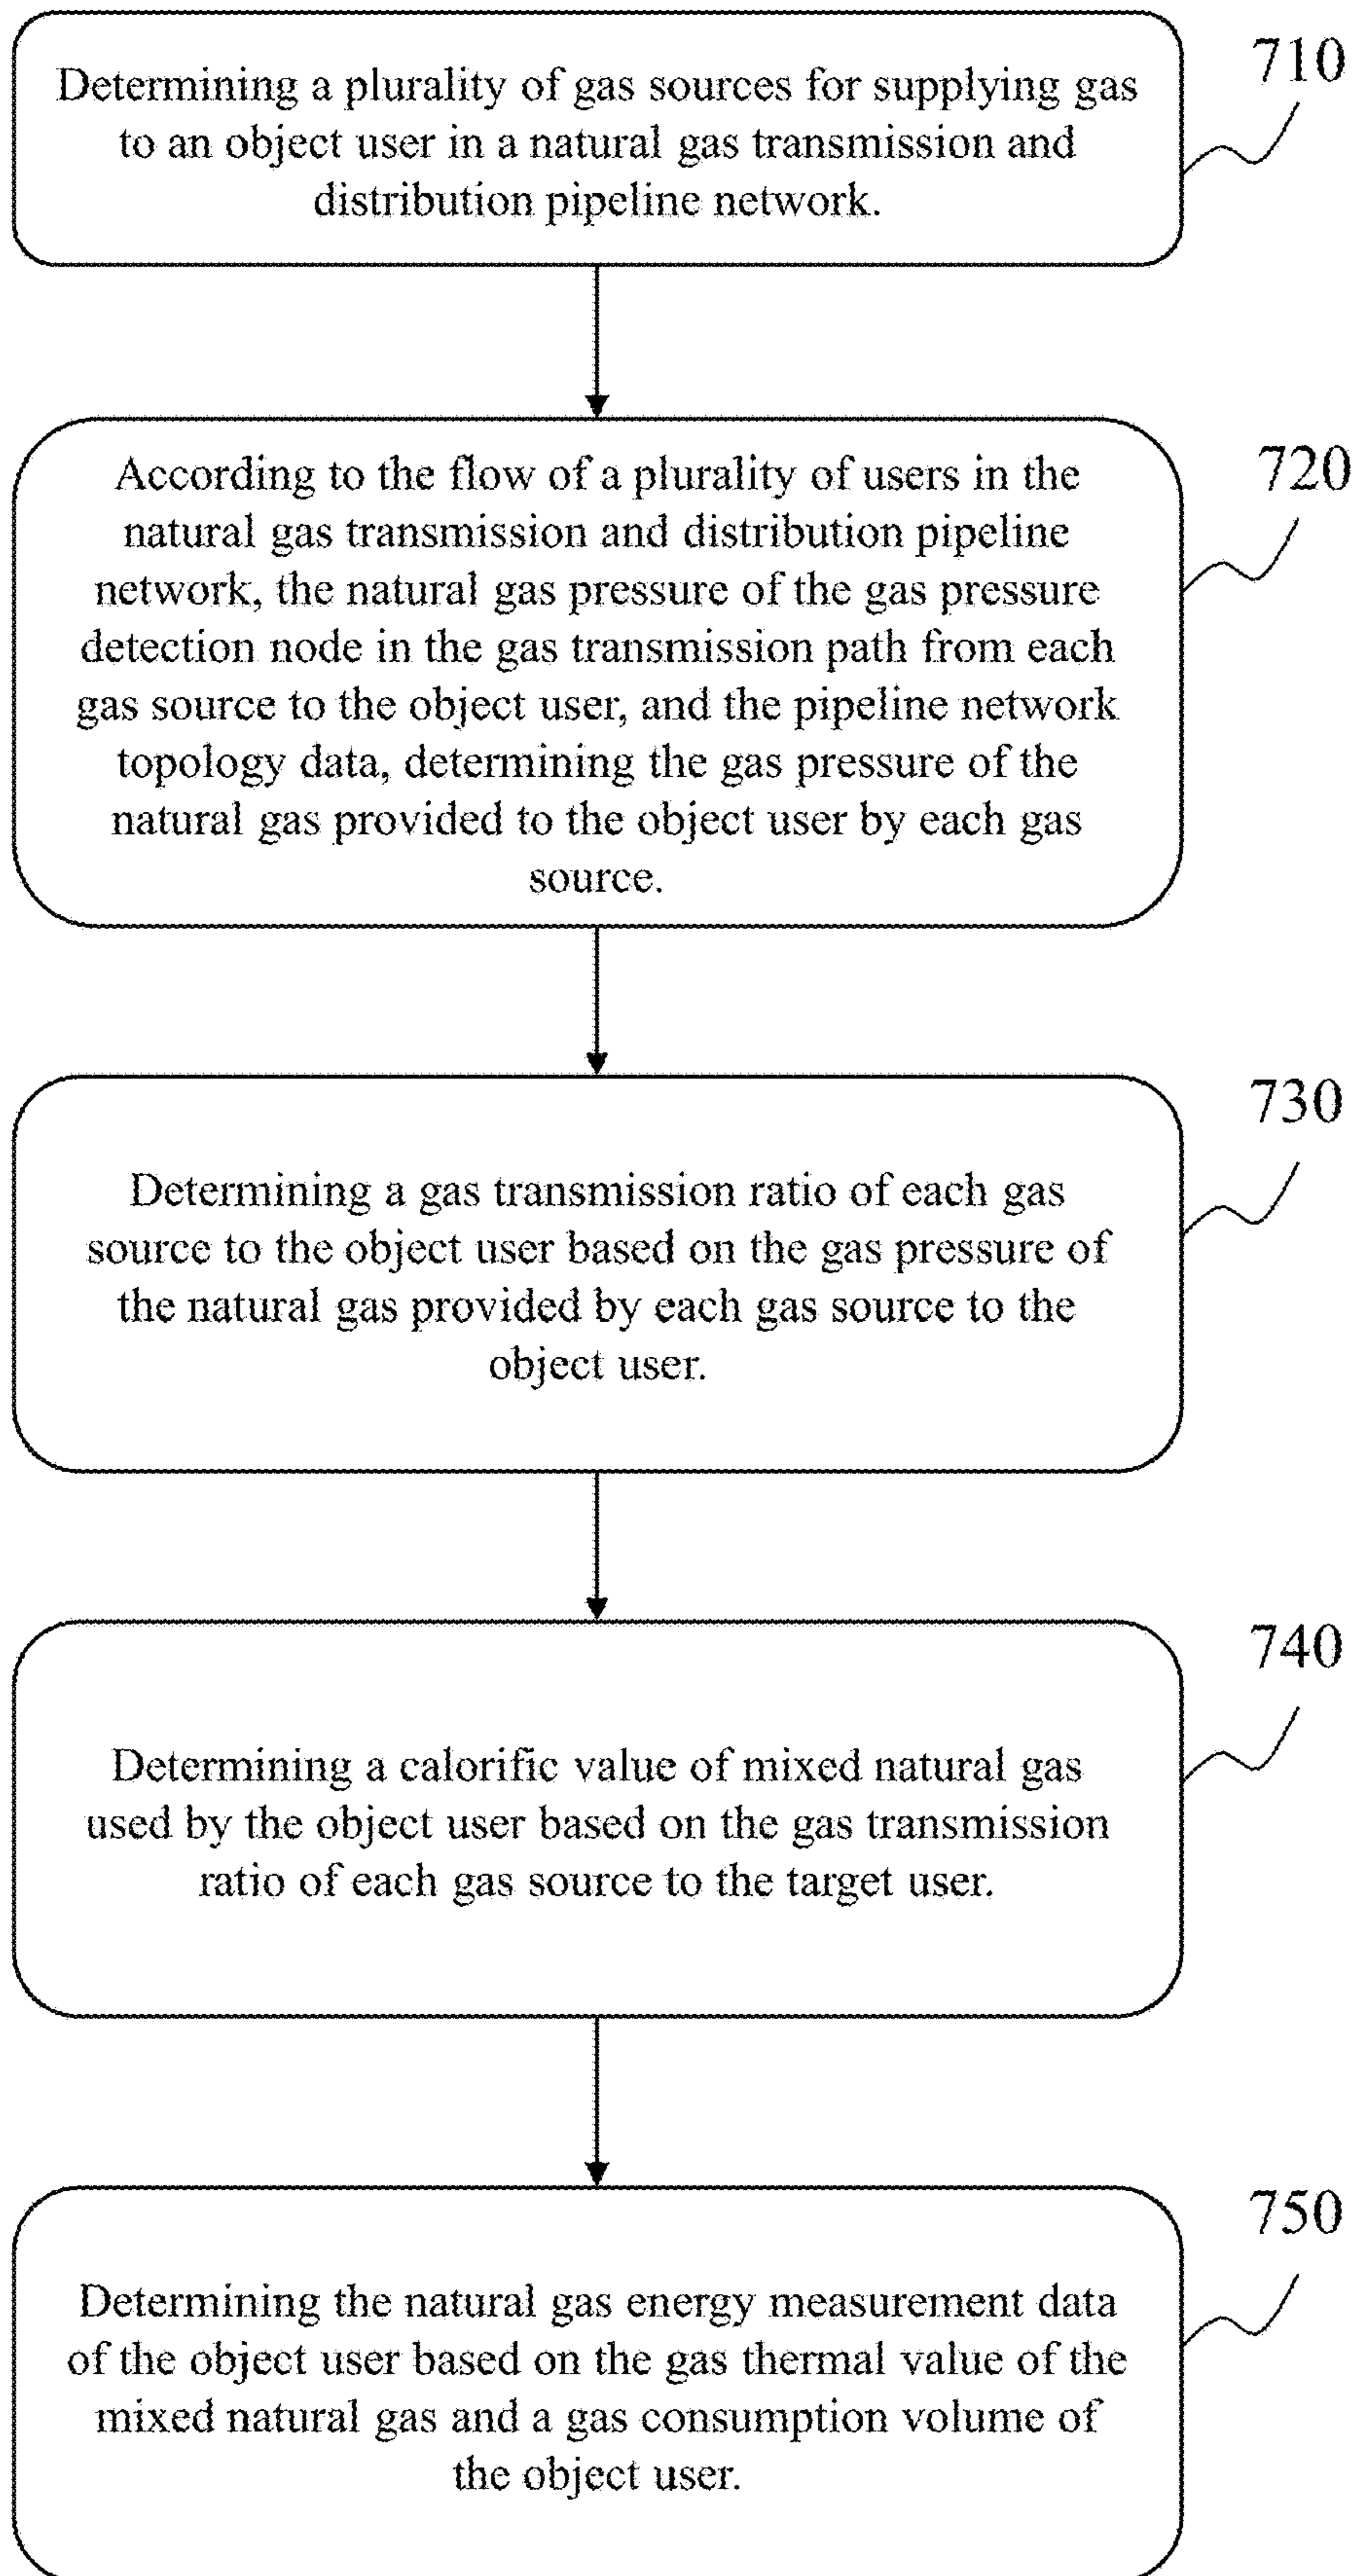 Determining a plurality of gas sources for supplying gas
to an object user in a natural gas transmission and
distribution pipeline network.
710
According to the flow of a plurality of users in the
natural gas transmission and distribution pipeline
network, the natural gas pressure of the gas pressure
detection node in the gas transmission path from each
gas source to the object user, and the pipeline network
topology data, determining the gas pressure of the
natural gas provided to the object user by each gas
source.
720
Determining a gas transmission ratio of each gas
source to the object user based on the gas pressure of
the natural gas provided by each gas source to the
object user.
730
Determining a calorific value of mixed natural gas
used by the object user based on the gas transmission
ratio of each gas source to the target user.
740
Determining the natural gas energy measurement data
of the object user based on the gas thermal value of the
mixed natural gas and a gas consumption volume of
the object user.
750